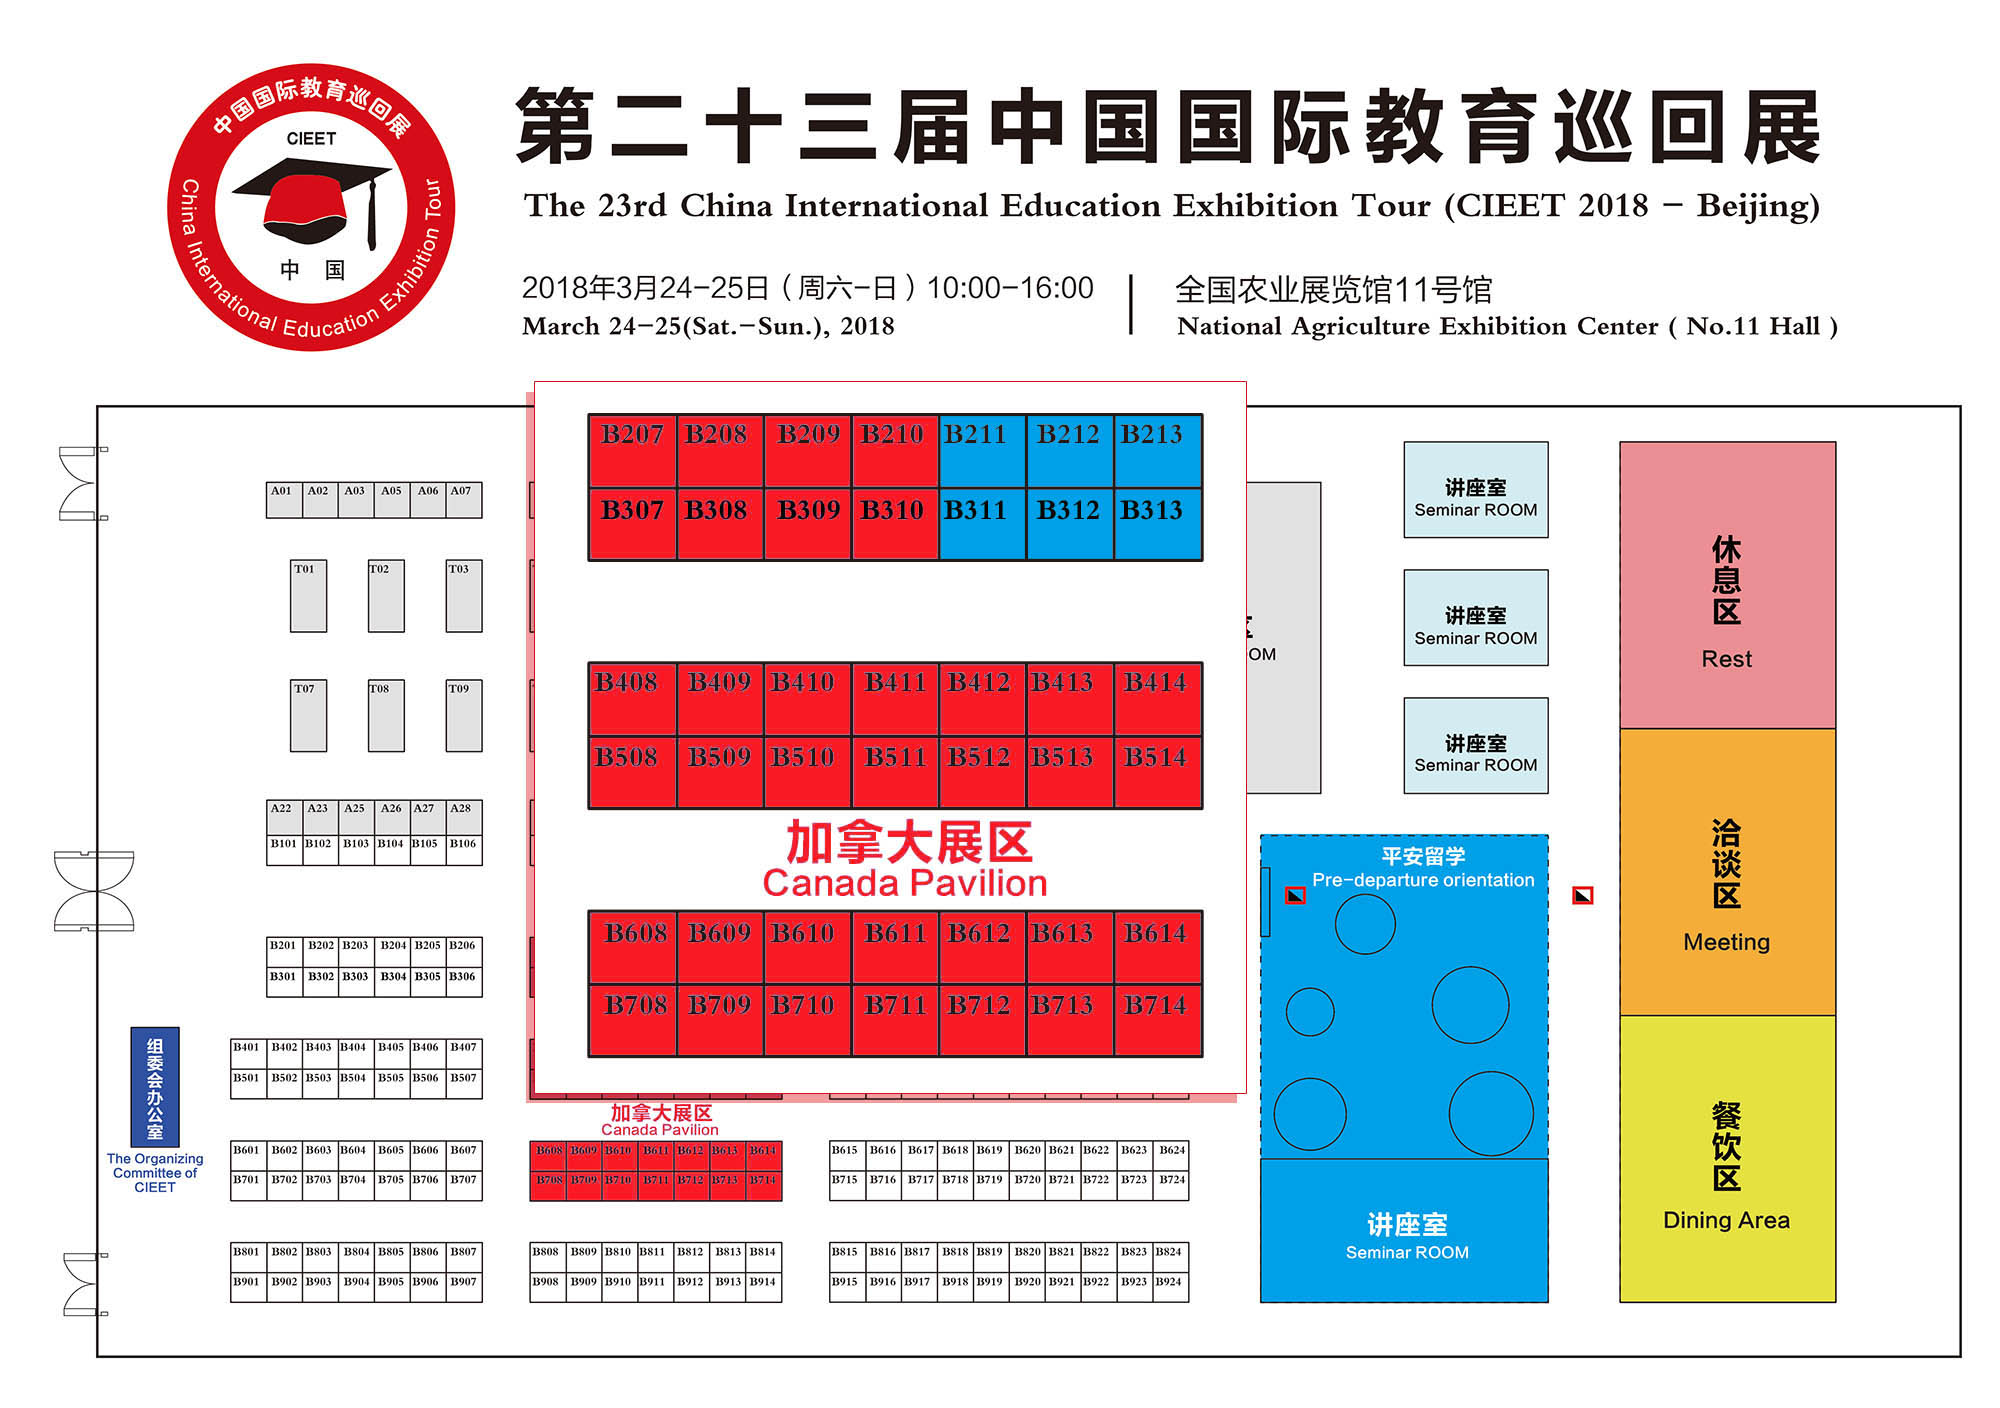 中国国际教育巡回展
CIEET
中 国
China International Education Exhibition Tour
第二十三届中国国际教育巡回展
The 23rd China International Education Exhibition Tour (CIEET 2018 - Beijing)
2018年3月24-25日（周六-日）10:00-16:00
March 24-25(Sat.-Sun.), 2018
全国农业展览馆11号馆
National Agriculture Exhibition Center ( No.11 Hall )
B207 B208 B209 B210 B211 B212 B213
B307 B308 B309 B310 B311 B312 B313
B408 B409 B410 B411 B412 B413 B414
B508 B509 B510 B511 B512 B513 B514
加拿大展区
Canada Pavilion
B608 B609 B610 B611 B612 B613 B614
B708 B709 B710 B711 B712 B713 B714
A01 A02 A03 A05 A06 A07
T01 T02 T03
T07 T08 T09
A22 A23 A25 A26 A27 A28
B101 B102 B103 B104 B105 B106
B201 B202 B203 B204 B205 B206
B301 B302 B303 B304 B305 B306
B401 B402 B403 B404 B405 B406 B407
B501 B502 B503 B504 B505 B506 B507
组委会办公室
The Organizing
Committee of
CIEET
加拿大展区
Canada Pavilion
B601 B602 B603 B604 B605 B606 B607 B608 B609 B610 B611 B612 B613 B614 B615 B616 B617 B618 B619 B620 B621 B622 B623 B624
B701 B702 B703 B704 B705 B706 B707 B708 B709 B710 B711 B712 B713 B714 B715 B716 B717 B718 B719 B720 B721 B722 B723 B724
B801 B802 B803 B804 B805 B806 B807 B808 B809 B810 B811 B812 B813 B814 B815 B816 B817 B818 B819 B820 B821 B822 B823 B824
B901 B902 B903 B904 B905 B906 B907 B908 B909 B910 B911 B912 B913 B914 B915 B916 B917 B918 B919 B920 B921 B922 B923 B924
讲座室
Seminar ROOM
讲座室
Seminar ROOM
讲座室
Seminar ROOM
平安留学
Pre-departure orientation
讲座室
Seminar ROOM
休息区
Rest
洽谈区
Meeting
餐饮区
Dining Area